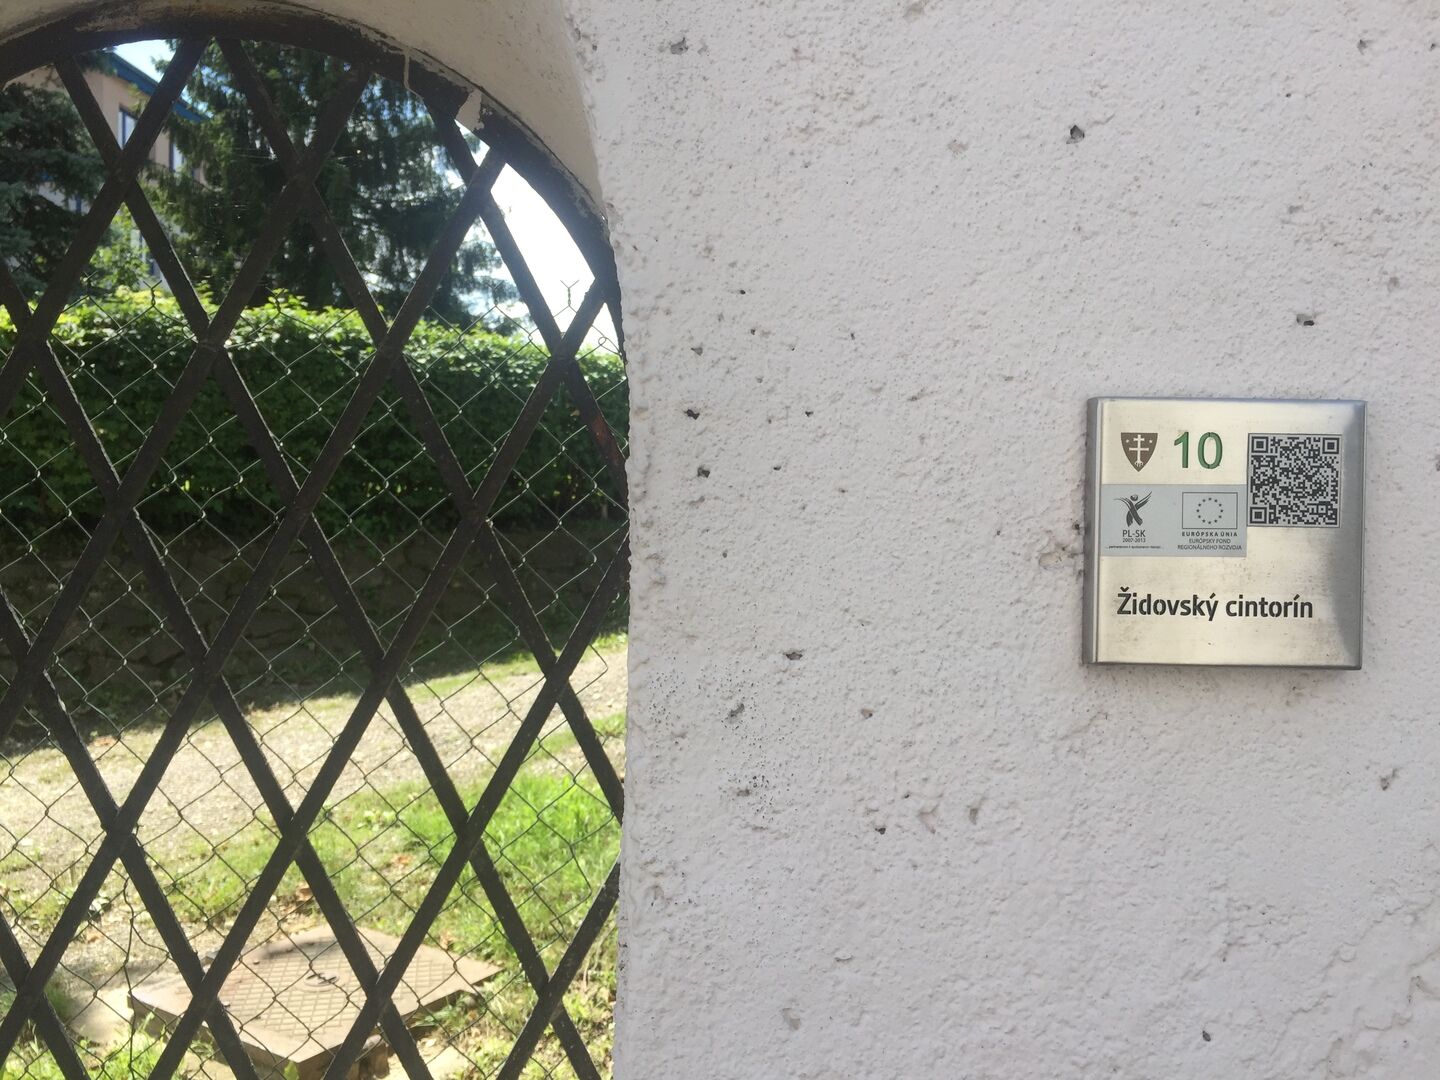 10
PL-SK
2007-2013
EURÓPSKA ÚNIA
EURÓPSKY FOND
REGIONÁLNEHO ROZVOJA
Židovský cintorín